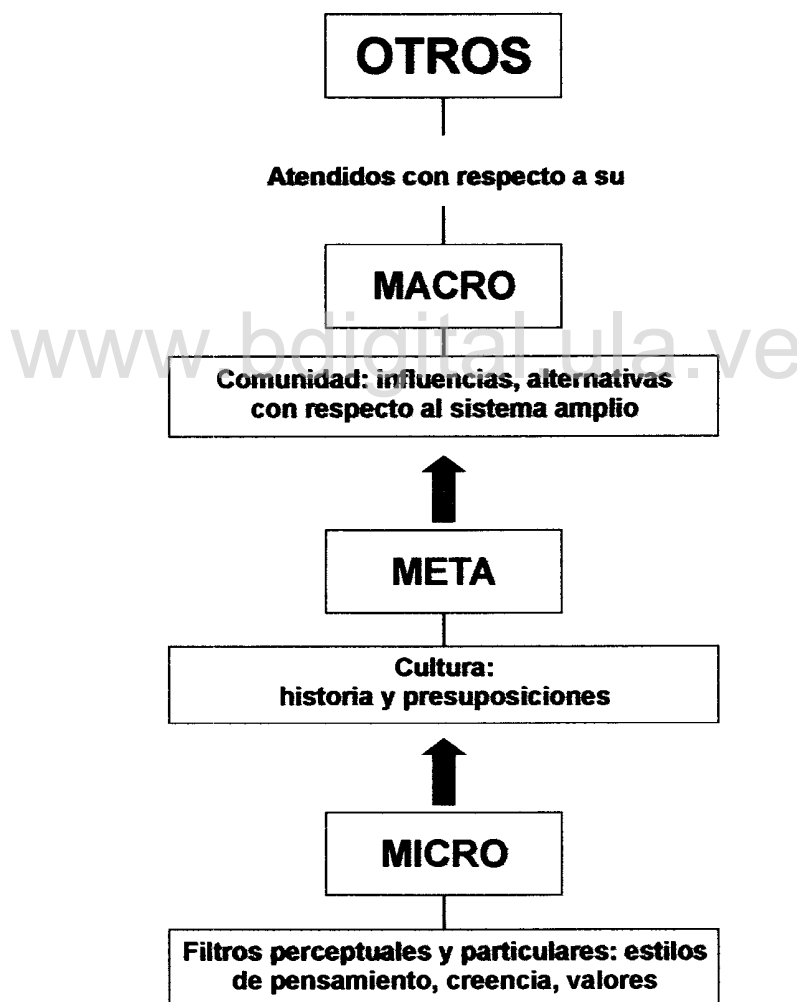 OTROS
Atendidos con respecto a su
MACRO
www.bdigital.ula.ve
Comunidad: influencias, alternativas
con respecto al sistema amplio
META
Cultura:
historia y presuposiciones
MICRO
Filtros perceptuales y particulares: estilos
de pensamiento, creencia, valores